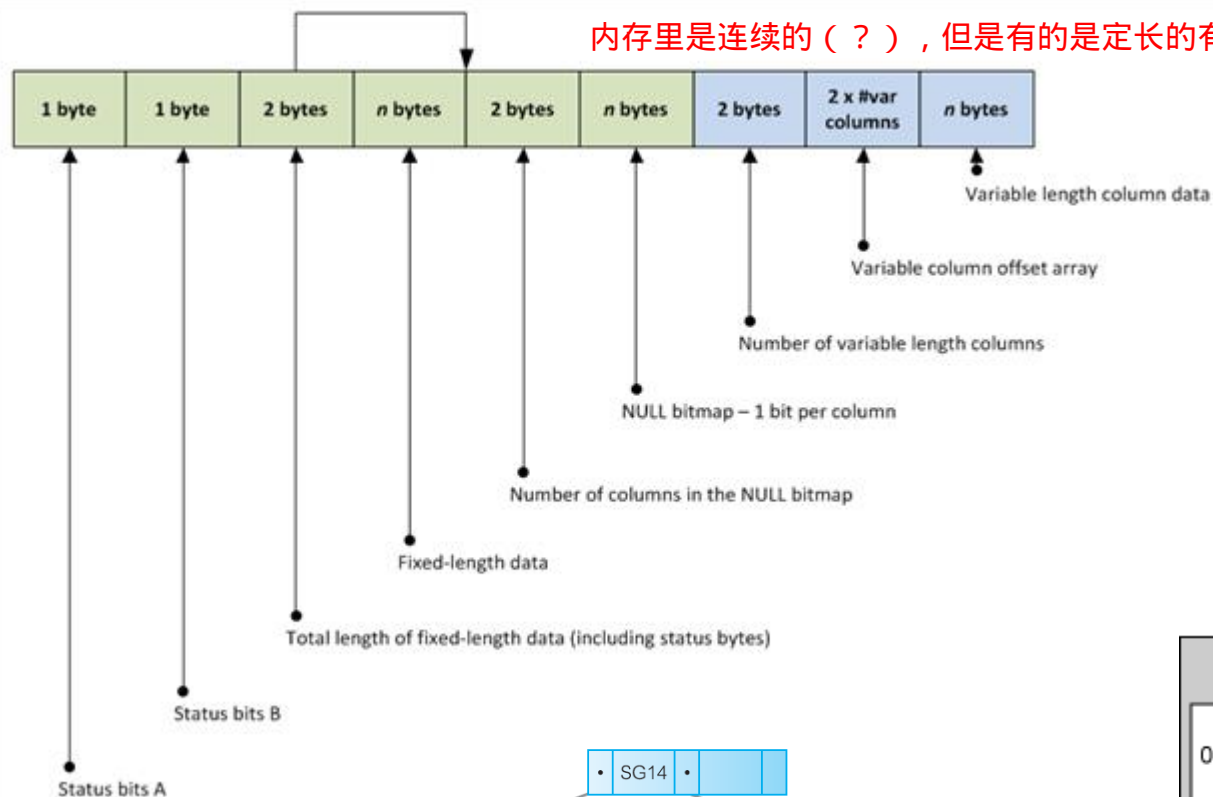 内存里是连续的（？），但是有的是定长的有
1 byte
1 byte
2 bytes
n bytes
2 bytes
n bytes
2 bytes
2 x #var
columns
n bytes
Variable length column data
Variable column offset array
Number of variable length columns
NULL bitmap – 1 bit per column
Number of columns in the NULL bitmap
Fixed-length data
Total length of fixed-length data (including status bytes)
Status bits B
Status bits A
• SG14 •
0